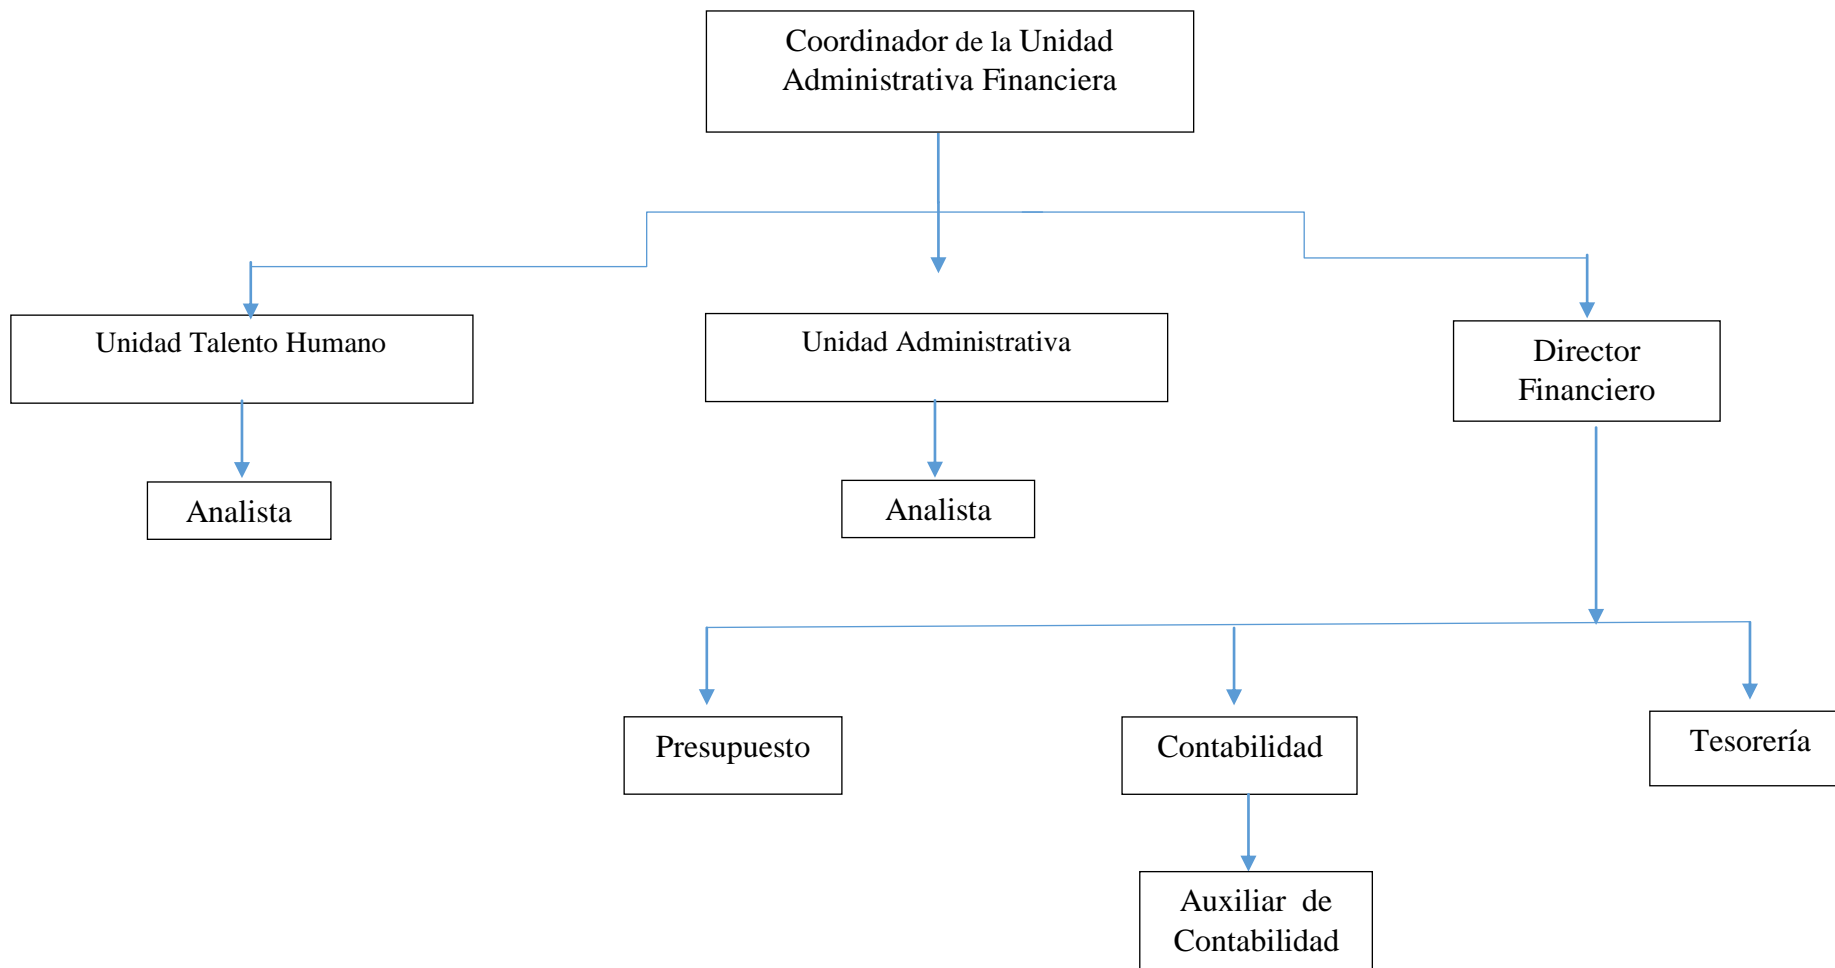 Coordinador de la Unidad
Administrativa Financiera
Unidad Talento Humano
Unidad Administrativa
Director
Financiero
Analista
Analista
Presupuesto
Contabilidad
Tesorería
Auxiliar de
Contabilidad